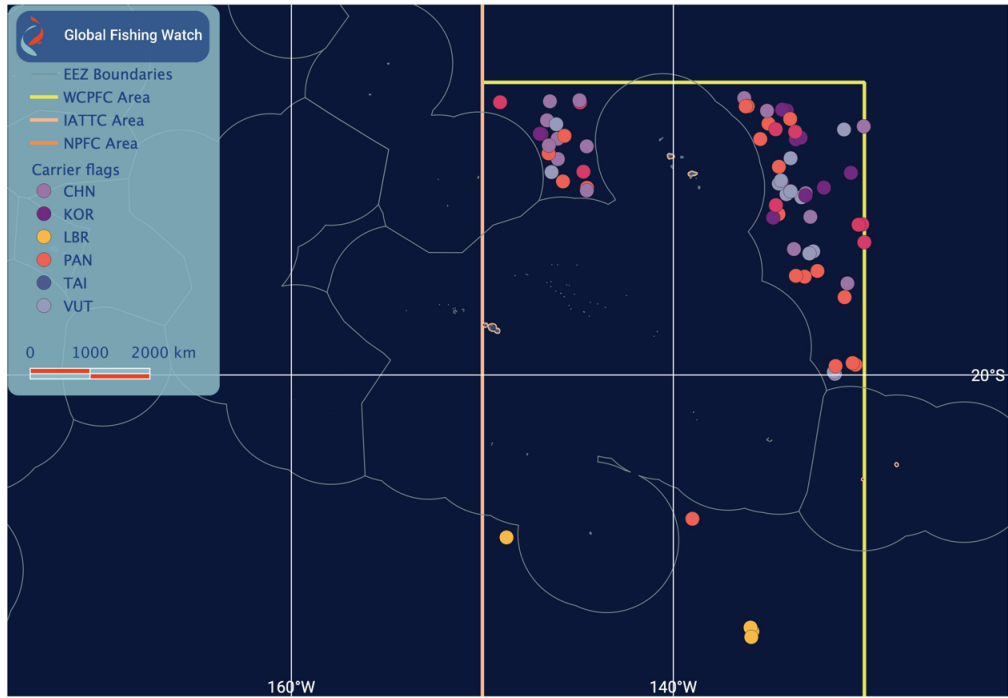 Global Fishing Watch
EEZ Boundaries
WCPFC Area
IATTC Area
NPFC Area
Carrier flags
CHN
KOR
LBR
PAN
TAI
VUT
0 1000 2000 km
20°S
160°W 140°W